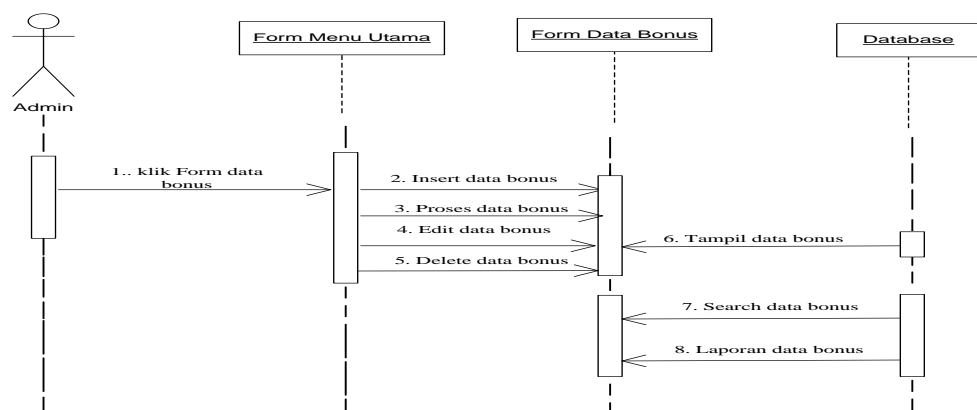 Form Menu Utama
Form Data Bonus
Database
Admin
1.. klik Form data
bonus
2. Insert data bonus
3. Proses data bonus
4. Edit data bonus
5. Delete data bonus
6. Tampil data bonus
7. Search data bonus
8. Laporan data bonus